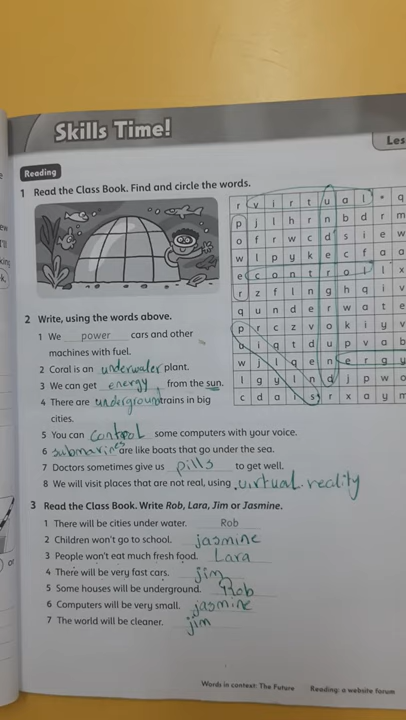 Skills Time!
Les
Reading
1 Read the Class Book. Find and circle the words.
r v i r t u a l * q
p j l h r n b d r m
o f r w c d s i e w
w l p y k e c f a a
e c o n t r o l l x
r z f l n g h q i v
q u n d e r w a t e
p r c z v o k i y v
u i q t d u p v a b
w j l q e n e r g y
l g y l n d j p w o
c d a l s r x a y m
2 Write, using the words above.
1 We power cars and other
machines with fuel.
2 Coral is an underwater plant.
3 We can get energy from the sun.
4 There are underground trains in big
cities.
5 You can control some computers with your voice.
6 submarines are like boats that go under the sea.
7 Doctors sometimes give us pills to get well.
8 We will visit places that are not real, using virtual reality
3 Read the Class Book. Write Rob, Lara, Jim or Jasmine.
1 There will be cities under water. Rob
2 Children won't go to school. jasmine
3 People won't eat much fresh food. Lara
4 There will be very fast cars. jim
5 Some houses will be underground. Rob
6 Computers will be very small. jasmine
7 The world will be cleaner. jim
Words in context: The Future Reading: a website forum